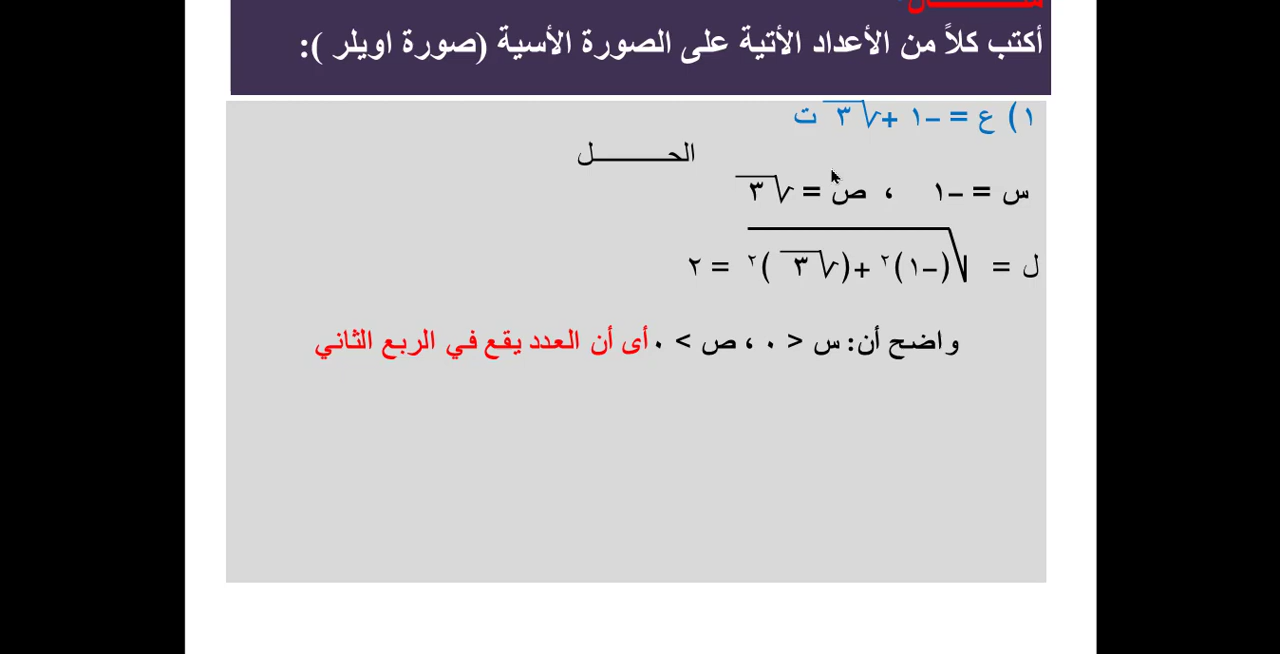 مثـــــــال:
أكتب كلاً من الأعداد الأتية على الصورة الأسية (صورة اويلر ):
١) ع = –١ +√٣ ت
الحـــــــل
س = –١ ، ص = √٣
ل = √(–١)٢ +(√٣ )٢ = ٢
واضح أن: س < ٠ ، ص > ٠ أى أن العدد يقع في الربع الثاني